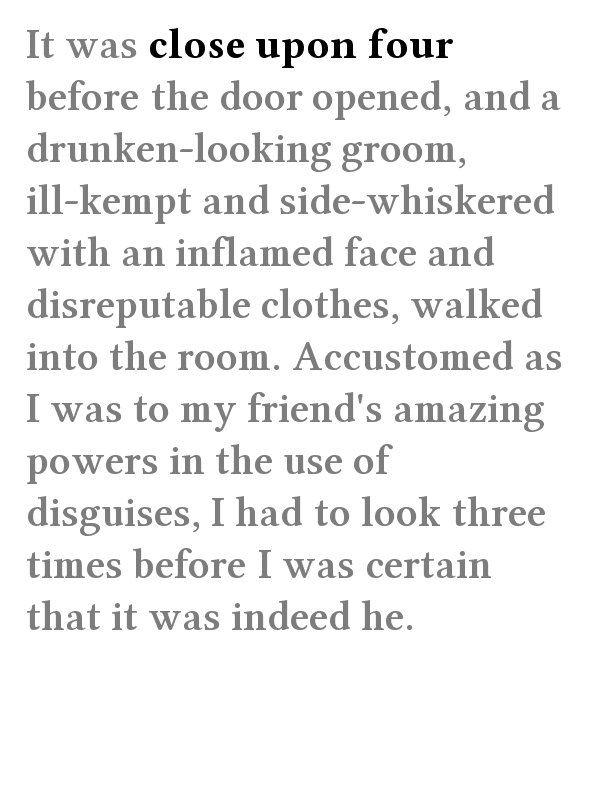 It was close upon four
before the door opened, and a
drunken-looking groom,
ill-kempt and side-whiskered
with an inflamed face and
disreputable clothes, walked
into the room. Accustomed as
I was to my friend's amazing
powers in the use of
disguises, I had to look three
times before I was certain
that it was indeed he.